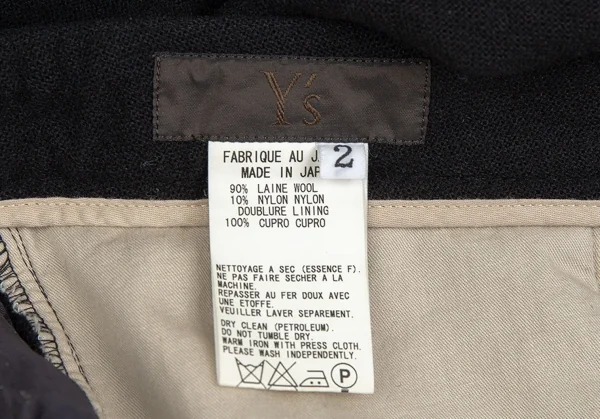 Y's
2
FABRIQUE AU J
MADE IN JAP
90% LAINE WOOL
10% NYLON NYLON
DOUBLURE LINING
100% CUPRO CUPRO
NETTOYAGE A SEC (ESSENCE F).
NE PAS FAIRE SECHER A LA
MACHINE.
REPASSER AU FER DOUX AVEC
UNE ETOFFE.
VEUILLER LAVER SEPAREMENT.
DRY CLEAN (PETROLEUM).
DO NOT TUMBLE DRY.
WARM IRON WITH PRESS CLOTH.
PLEASE WASH INDEPENDENTLY.
P